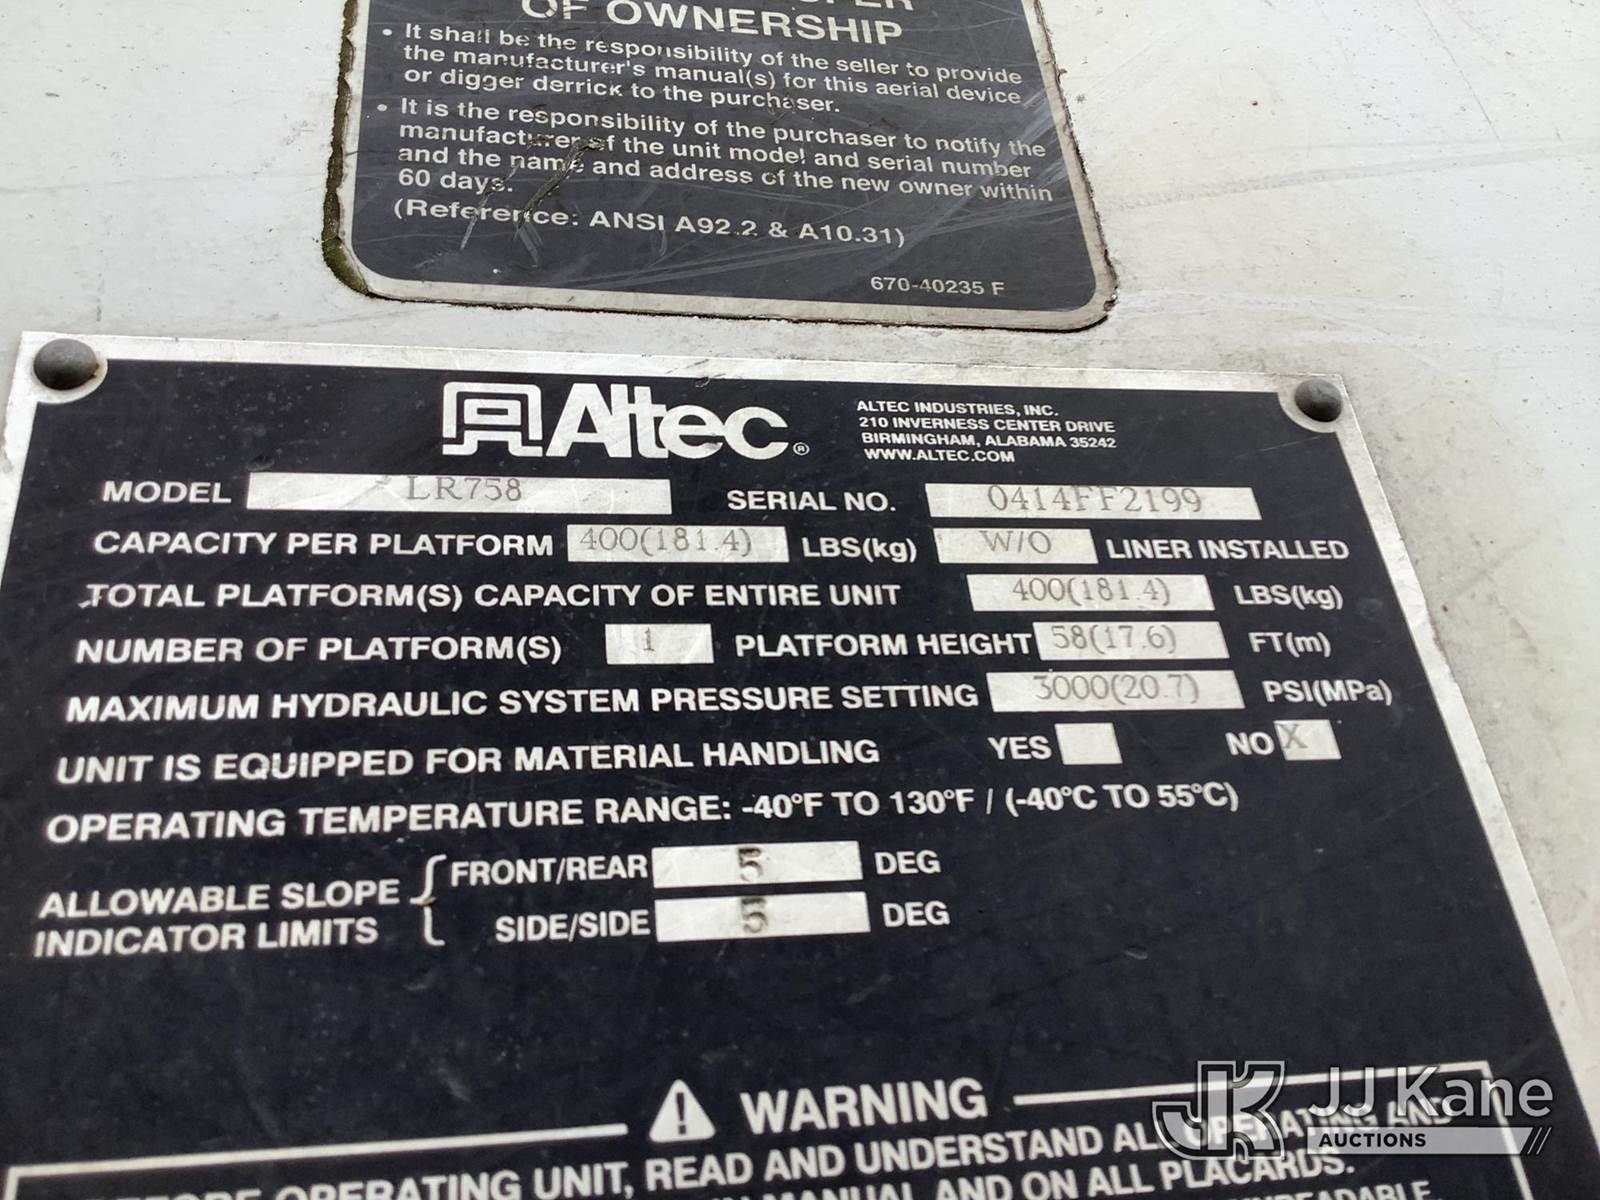 OF OWNERSHIP
• It shall be the responsibility of the seller to provide
the manufacturer's manual(s) for this aerial device
or digger derrick to the purchaser.
• It is the responsibility of the purchaser to notify the
manufacturer of the unit model and serial number
and the name and address of the new owner within
60 days.
(Reference: ANSI A92.2 & A10.31)
670-40235 F
Altec®
ALTEC INDUSTRIES, INC.
210 INVERNESS CENTER DRIVE
BIRMINGHAM, ALABAMA 35242
WWW.ALTEC.COM
MODEL LR758 SERIAL NO. 0414FF2199
CAPACITY PER PLATFORM 400(181.4) LBS(kg) W/O LINER INSTALLED
TOTAL PLATFORM(S) CAPACITY OF ENTIRE UNIT 400(181.4) LBS(kg)
NUMBER OF PLATFORM(S) 1 PLATFORM HEIGHT 58(17.6) FT(m)
MAXIMUM HYDRAULIC SYSTEM PRESSURE SETTING 3000(20.7) PSI(MPa)
UNIT IS EQUIPPED FOR MATERIAL HANDLING YES NO X
OPERATING TEMPERATURE RANGE: -40°F TO 130°F / (-40°C TO 55°C)
ALLOWABLE SLOPE INDICATOR LIMITS
FRONT/REAR 5 DEG
SIDE/SIDE 5 DEG
WARNING
OPERATING UNIT, READ AND UNDERSTAND ALL OPERATING AND
MANUAL AND ON ALL PLACARDS.
JK JJ Kane
AUCTIONS